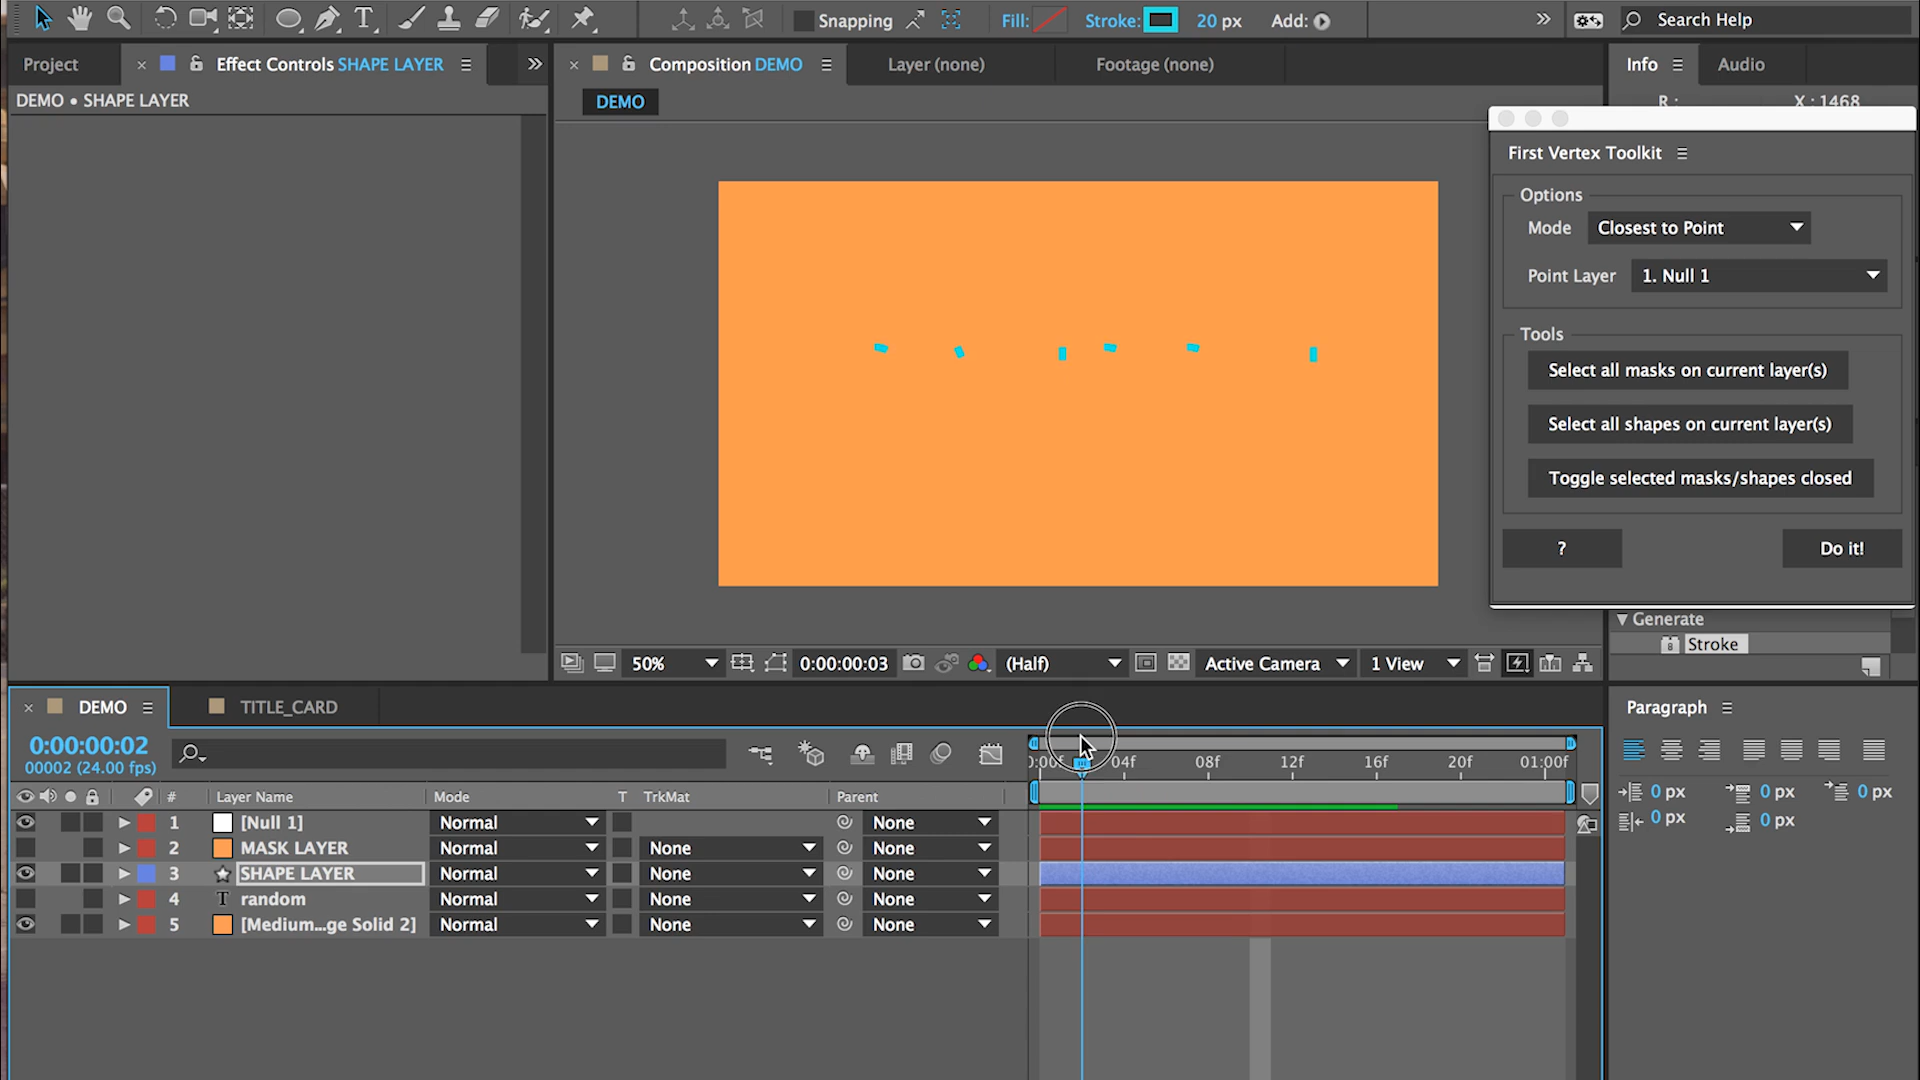 Snapping
Fill:
Stroke:
20 px
Add:
Search Help
Project
Effect Controls SHAPE LAYER
Composition DEMO
Layer (none)
Footage (none)
Info
Audio
DEMO • SHAPE LAYER
DEMO
R :
X : 1468
First Vertex Toolkit
Options
Mode
Closest to Point
Point Layer
1. Null 1
Tools
Select all masks on current layer(s)
Select all shapes on current layer(s)
Toggle selected masks/shapes closed
?
Do it!
Generate
Stroke
50%
0:00:00:03
(Half)
Active Camera
1 View
DEMO
TITLE_CARD
Paragraph
0:00:00:02
00002 (24.00 fps)
04f
08f
12f
16f
20f
01:00f
0 px
0 px
0 px
0 px
0 px
#
Layer Name
Mode
T
TrkMat
Parent
1 [Null 1] Normal None
2 MASK LAYER Normal None None
3 SHAPE LAYER Normal None None
4 T random Normal None None
5 [Medium...ge Solid 2] Normal None None